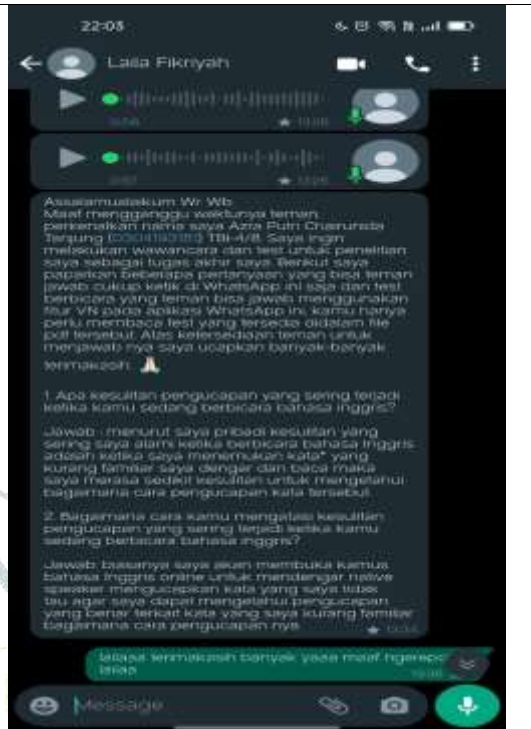 22:03
Laila Fikriyah
Assalamualaikum Wr Wb
Maaf mengganggu waktunya teman,
perkenalkan nama saya Azra Putri Chairunda
Tanjung TBI-4/8. Saya ingin
melakukan wawancara dan test untuk penelitian
saya sebagai tugas akhir saya. Berikut saya
paparkan beberapa pertanyaan yang bisa teman
jawab cukup ketik di WhatsApp ini saja dan test
berbicara yang teman bisa jawab menggunakan
fitur VN pada aplikasi WhatsApp ini, kamu hanya
perlu membaca test yang tersedia didalam file
pdf tersebut. Atas ketersediaan teman untuk
menjawab nya saya ucapkan banyak-banyak
terimakasih 🙏🏻
1. Apa kesulitan pengucapan yang sering terjadi
ketika kamu sedang berbicara bahasa inggris?
Jawab : menurut saya pribadi kesulitan yang
sering saya alami ketika berbicara bahasa Inggris
adalah ketika saya menemukan kata" yang
kurang familiar saya dengar dan baca maka
saya merasa sedikit kesulitan untuk mengetahui
bagaimana cara pengucapan kata tersebut.
2. Bagaimana cara kamu mengatasi kesulitan
pengucapan yang sering terjadi ketika kamu
sedang berbicara bahasa inggris?
Jawab: biasanya saya akan membuka kamus
bahasa Inggris online untuk mendengar native
speaker mengucapkan kata yang saya tidak
tau agar saya dapat mengetahui pengucapan
yang benar terkait kata yang saya kurang familiar
bagaimana cara pengucapan nya
lailaaa terimakasih banyak yaaa maaf
lailaa
Message